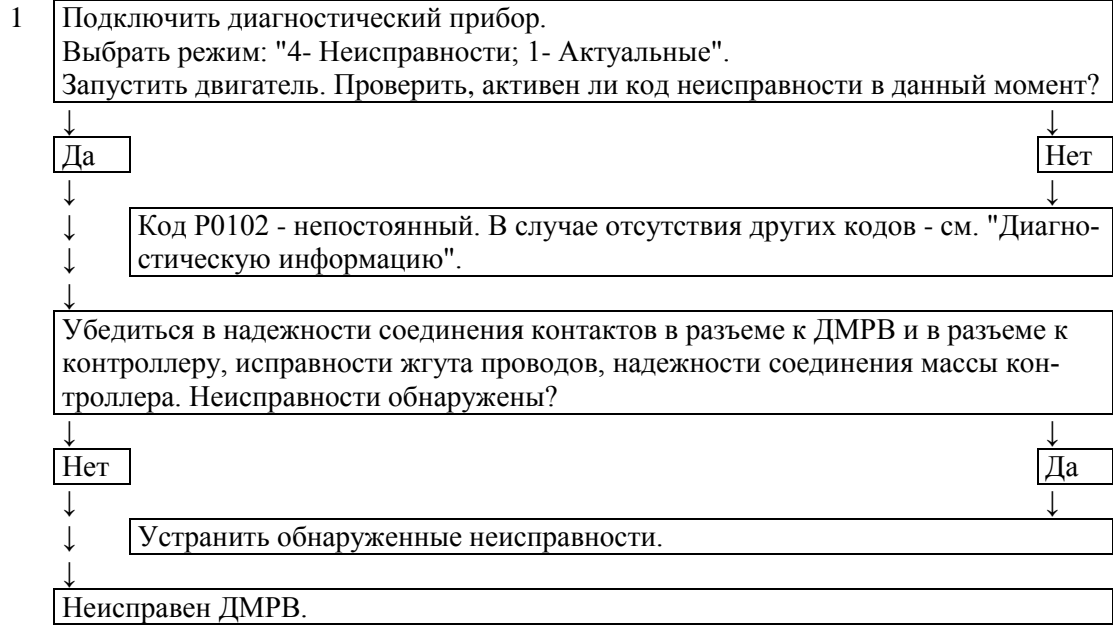 1
Подключить диагностический прибор.
Выбрать режим: "4- Неисправности; 1- Актуальные".
Запустить двигатель. Проверить, активен ли код неисправности в данный момент?
↓ ↓
Да Нет
↓ ↓
↓ Код Р0102 - непостоянный. В случае отсутствия других кодов - см. "Диагно-
↓ стическую информацию".
↓
Убедиться в надежности соединения контактов в разъеме к ДМРВ и в разъеме к
контроллеру, исправности жгута проводов, надежности соединения массы кон-
троллера. Неисправности обнаружены?
↓ ↓
Нет Да
↓ ↓
↓ Устранить обнаруженные неисправности.
↓
Неисправен ДМРВ.